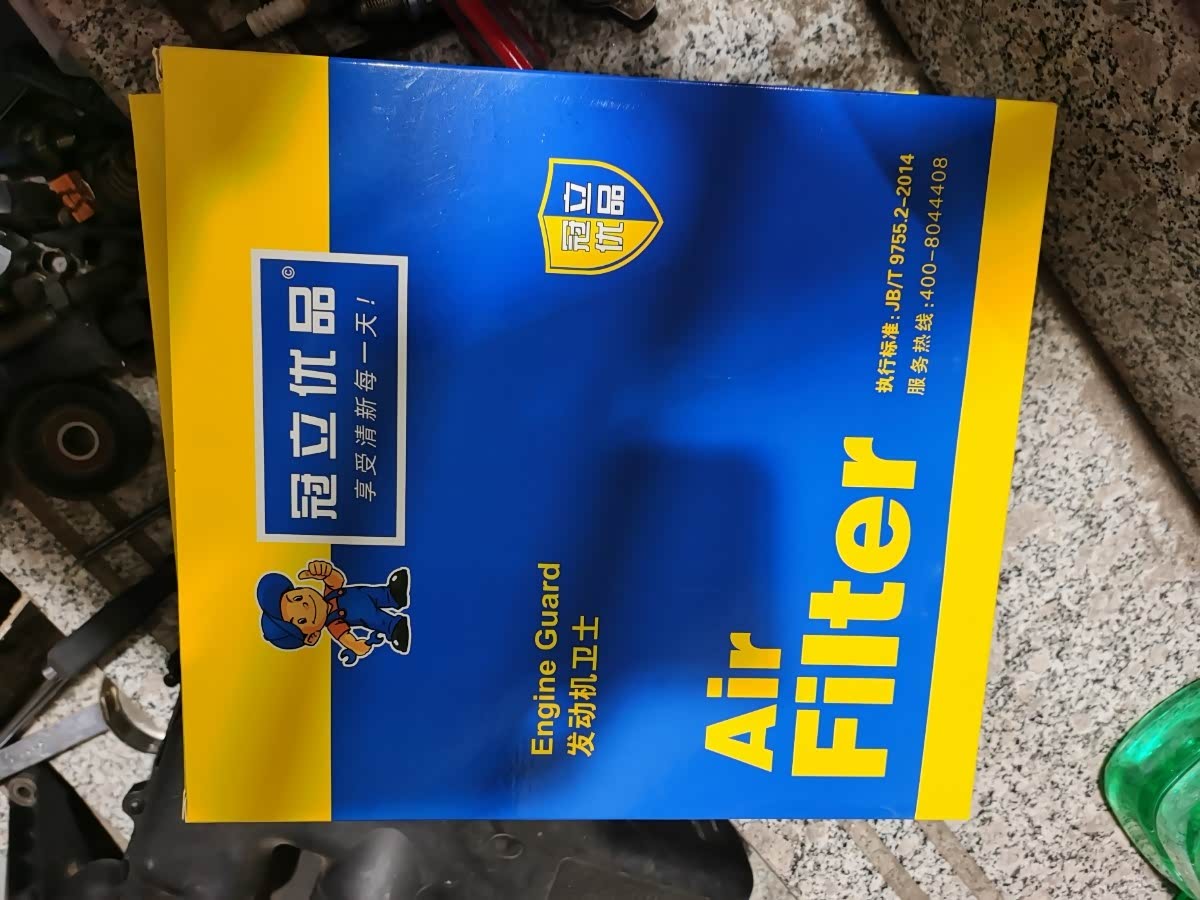 冠立优品©
享受清新每一天！
冠立
优品
Engine Guard
发动机卫士
Air
Filter
执行标准：JB/T 9755.2-2014
服务热线：400-8044408